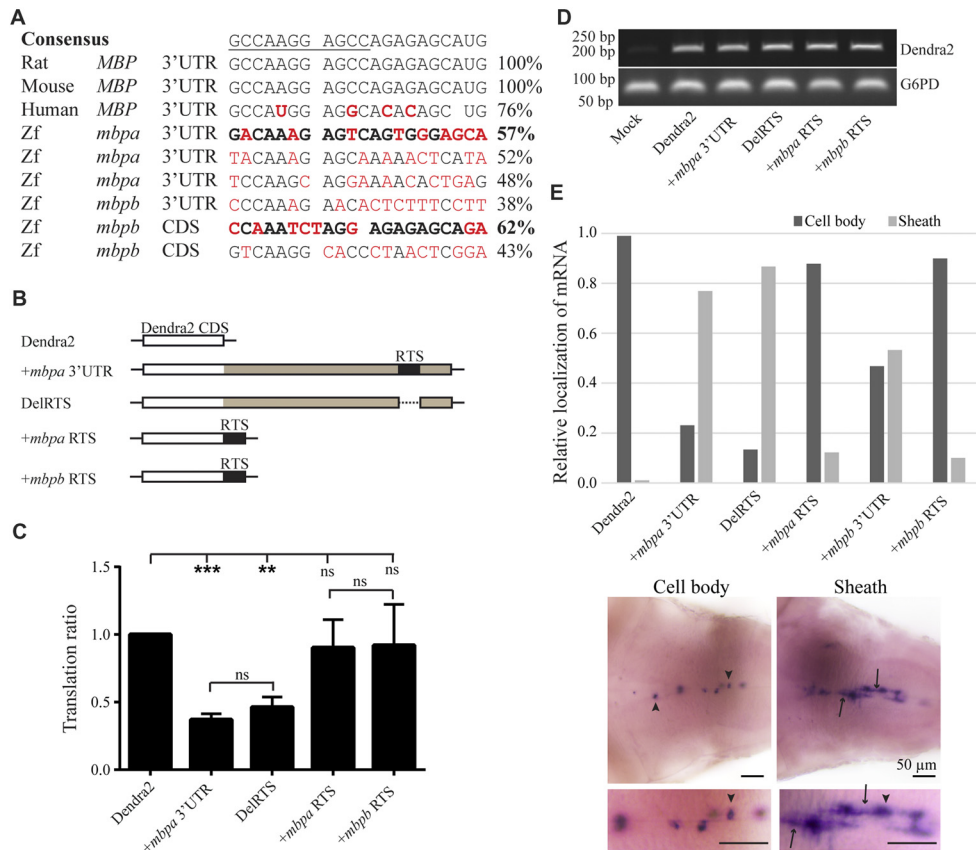 A
Consensus GCCAAGG AGCCAGAGAGCAUG
Rat MBP 3'UTR GCCAAGG AGCCAGAGAGCAUG 100%
Mouse MBP 3'UTR GCCAAGG AGCCAGAGAGCAUG 100%
Human MBP 3'UTR GCCAUGG AGGCACACAGC UG 76%
Zf mbpa 3'UTR GACAAAG AGTCAGTGGGAGCA 57%
Zf mbpa 3'UTR TACAAAG AGCAAAAACTCATA 52%
Zf mbpa 3'UTR TCCAAGC AGGAAAACACTGAG 48%
Zf mbpb 3'UTR CCCAAAG AACACTCTTTCCTT 38%
Zf mbpb CDS CCAAATCTAGG AGAGAGCAGA 62%
Zf mbpb CDS GTCAAGG CACCCTAACTCGGA 43%
B
Dendra2 CDS
Dendra2
RTS
+mbpa 3'UTR
DelRTS
RTS
+mbpa RTS
RTS
+mbpb RTS
C
Translation ratio
1.5
1.0
0.5
0.0
*** ** ns ns
ns
ns
Dendra2
+mbpa 3'UTR
DelRTS
+mbpa RTS
+mbpb RTS
D
250 bp
200 bp
Dendra2
100 bp
50 bp
G6PD
Mock
Dendra2
+mbpa 3'UTR
DelRTS
+mbpa RTS
+mbpb RTS
E
Cell body Sheath
Relative localization of mRNA
1.0
0.8
0.6
0.4
0.2
0
Dendra2
+mbpa 3'UTR
DelRTS
+mbpa RTS
+mbpb 3'UTR
+mbpb RTS
Cell body Sheath
50 µm